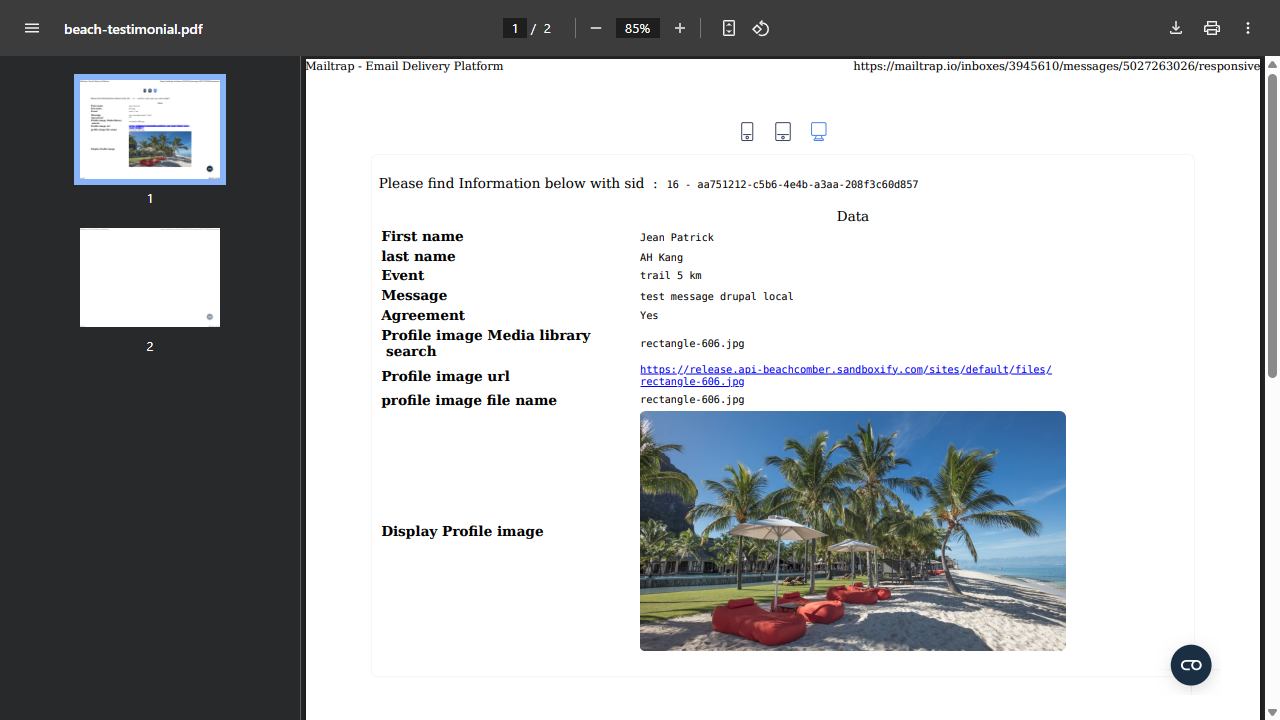 beach-testimonial.pdf
1 / 2
85%
1
2
Mailtrap - Email Delivery Platform https://mailtrap.io/inboxes/3945610/messages/5027263026/responsive
Please find Information below with sid : 16 - aa751212-c5b6-4e4b-a3aa-208f3c60d857
Data
First name Jean Patrick
last name AH Kang
Event trail 5 km
Message test message drupal local
Agreement Yes
Profile image Media library
search
rectangle-606.jpg
Profile image url
https://release.api-beachcomber.sandboxify.com/sites/default/files/
rectangle-606.jpg
profile image file name rectangle-606.jpg
Display Profile image